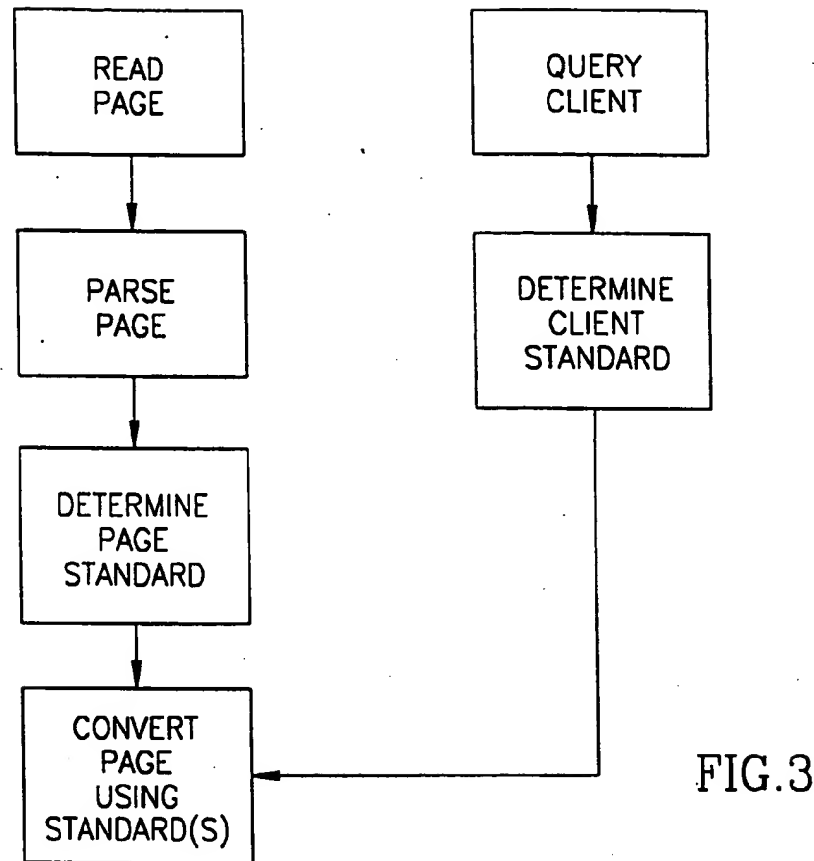 READ
PAGE
PARSE
PAGE
DETERMINE
PAGE
STANDARD
CONVERT
PAGE
USING
STANDARD(S)
QUERY
CLIENT
DETERMINE
CLIENT
STANDARD
FIG.3